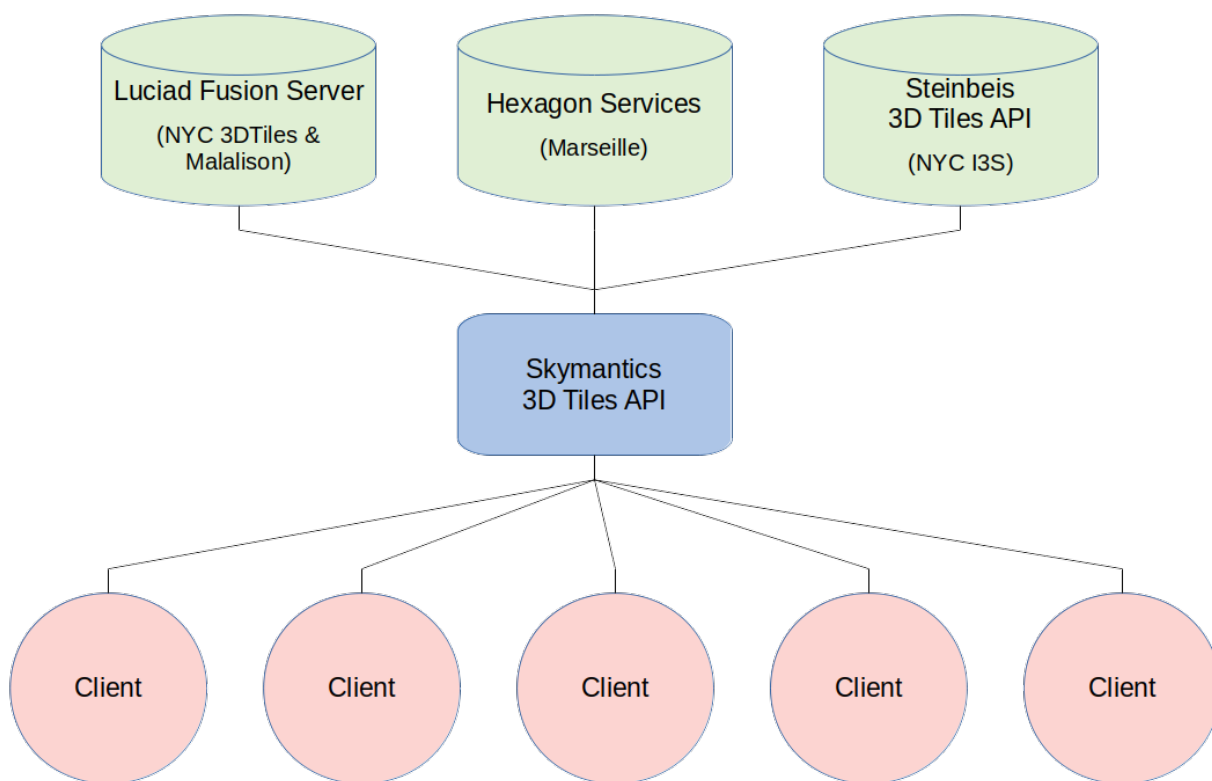 Luciad Fusion Server
(NYC 3DTiles &
Malalison)
Hexagon Services
(Marseille)
Steinbeis
3D Tiles API
(NYC I3S)
Skymantics
3D Tiles API
Client
Client
Client
Client
Client